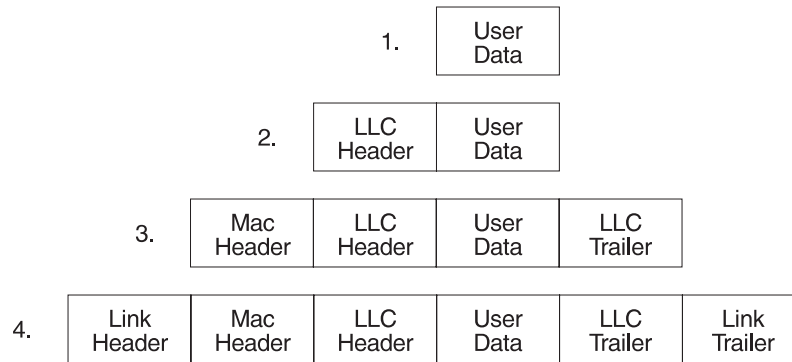 1. User Data
2. LLC Header User Data
3. Mac Header LLC Header User Data LLC Trailer
4. Link Header Mac Header LLC Header User Data LLC Trailer Link Trailer